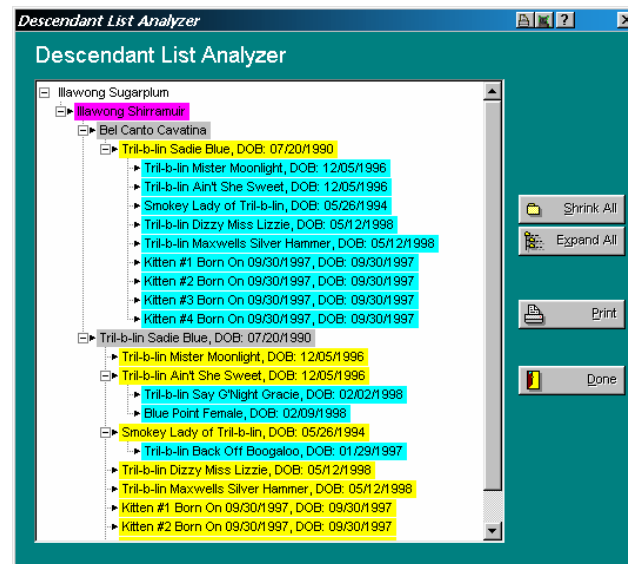 Descendant List Analyzer
Descendant List Analyzer
Illawong Sugarplum
Illawong Shirramuir
Bel Canto Cavatina
Tril-b-lin Sadie Blue, DOB: 07/20/1990
Tril-b-lin Mister Moonlight, DOB: 12/05/1996
Tril-b-lin Ain't She Sweet, DOB: 12/05/1996
Smokey Lady of Tril-b-lin, DOB: 05/26/1994
Tril-b-lin Dizzy Miss Lizzie, DOB: 05/12/1998
Tril-b-lin Maxwells Silver Hammer, DOB: 05/12/1998
Kitten #1 Born On 09/30/1997, DOB: 09/30/1997
Kitten #2 Born On 09/30/1997, DOB: 09/30/1997
Kitten #3 Born On 09/30/1997, DOB: 09/30/1997
Kitten #4 Born On 09/30/1997, DOB: 09/30/1997
Tril-b-lin Sadie Blue, DOB: 07/20/1990
Tril-b-lin Mister Moonlight, DOB: 12/05/1996
Tril-b-lin Ain't She Sweet, DOB: 12/05/1996
Tril-b-lin Say G'Night Gracie, DOB: 02/02/1998
Blue Point Female, DOB: 02/09/1998
Smokey Lady of Tril-b-lin, DOB: 05/26/1994
Tril-b-lin Back Off Boogaloo, DOB: 01/29/1997
Tril-b-lin Dizzy Miss Lizzie, DOB: 05/12/1998
Tril-b-lin Maxwells Silver Hammer, DOB: 05/12/1998
Kitten #1 Born On 09/30/1997, DOB: 09/30/1997
Kitten #2 Born On 09/30/1997, DOB: 09/30/1997
Shrink All
Expand All
Print
Done